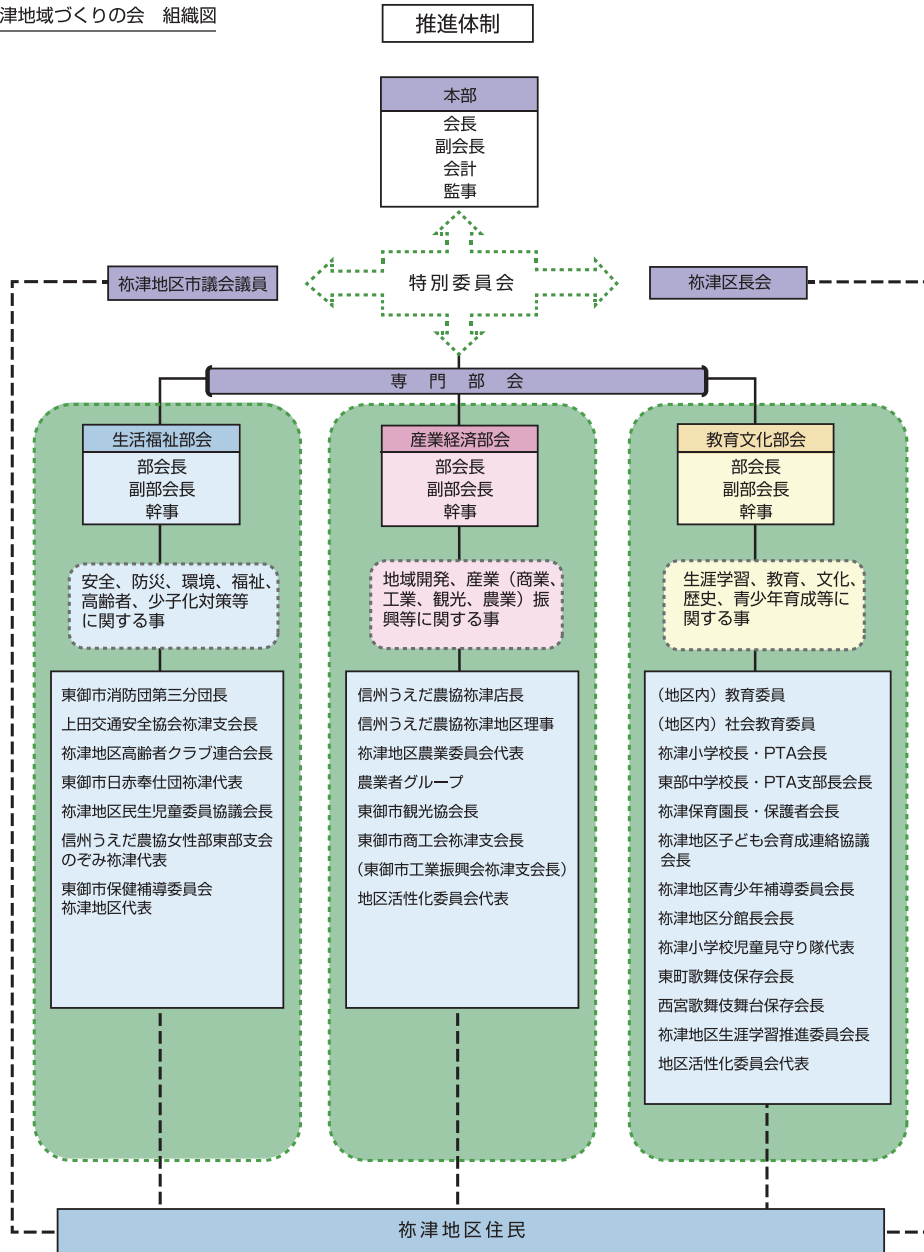 津地域づくりの会　組織図
推進体制
本部
会長
副会長
会計
監事
特別委員会
祢津地区市議会議員
祢津区長会
専門部会
生活福祉部会
部会長
副部会長
幹事
安全、防災、環境、福祉、
高齢者、少子化対策等
に関する事
東御市消防団第三分団長
上田交通安全協会祢津支会長
祢津地区高齢者クラブ連合会長
東御市日赤奉仕団祢津代表
祢津地区民生児童委員協議会長
信州うえだ農協女性部東部支会
のぞみ祢津代表
東御市保健補導委員会
祢津地区代表
産業経済部会
部会長
副部会長
幹事
地域開発、産業（商業、
工業、観光、農業）振
興等に関する事
信州うえだ農協祢津店長
信州うえだ農協祢津地区理事
祢津地区農業委員会代表
農業者グループ
東御市観光協会長
東御市商工会祢津支会長
（東御市工業振興会祢津支会長）
地区活性化委員会代表
教育文化部会
部会長
副部会長
幹事
生涯学習、教育、文化、
歴史、青少年育成等に
関する事
（地区内）教育委員
（地区内）社会教育委員
祢津小学校長・PTA会長
東部中学校長・PTA支部長会長
祢津保育園長・保護者会長
祢津地区子ども会育成連絡協議
会長
祢津地区青少年補導委員会長
祢津地区分館長会長
祢津小学校児童見守り隊代表
東町歌舞伎保存会長
西宮歌舞伎舞台保存会長
祢津地区生涯学習推進委員会長
地区活性化委員会代表
祢津地区住民